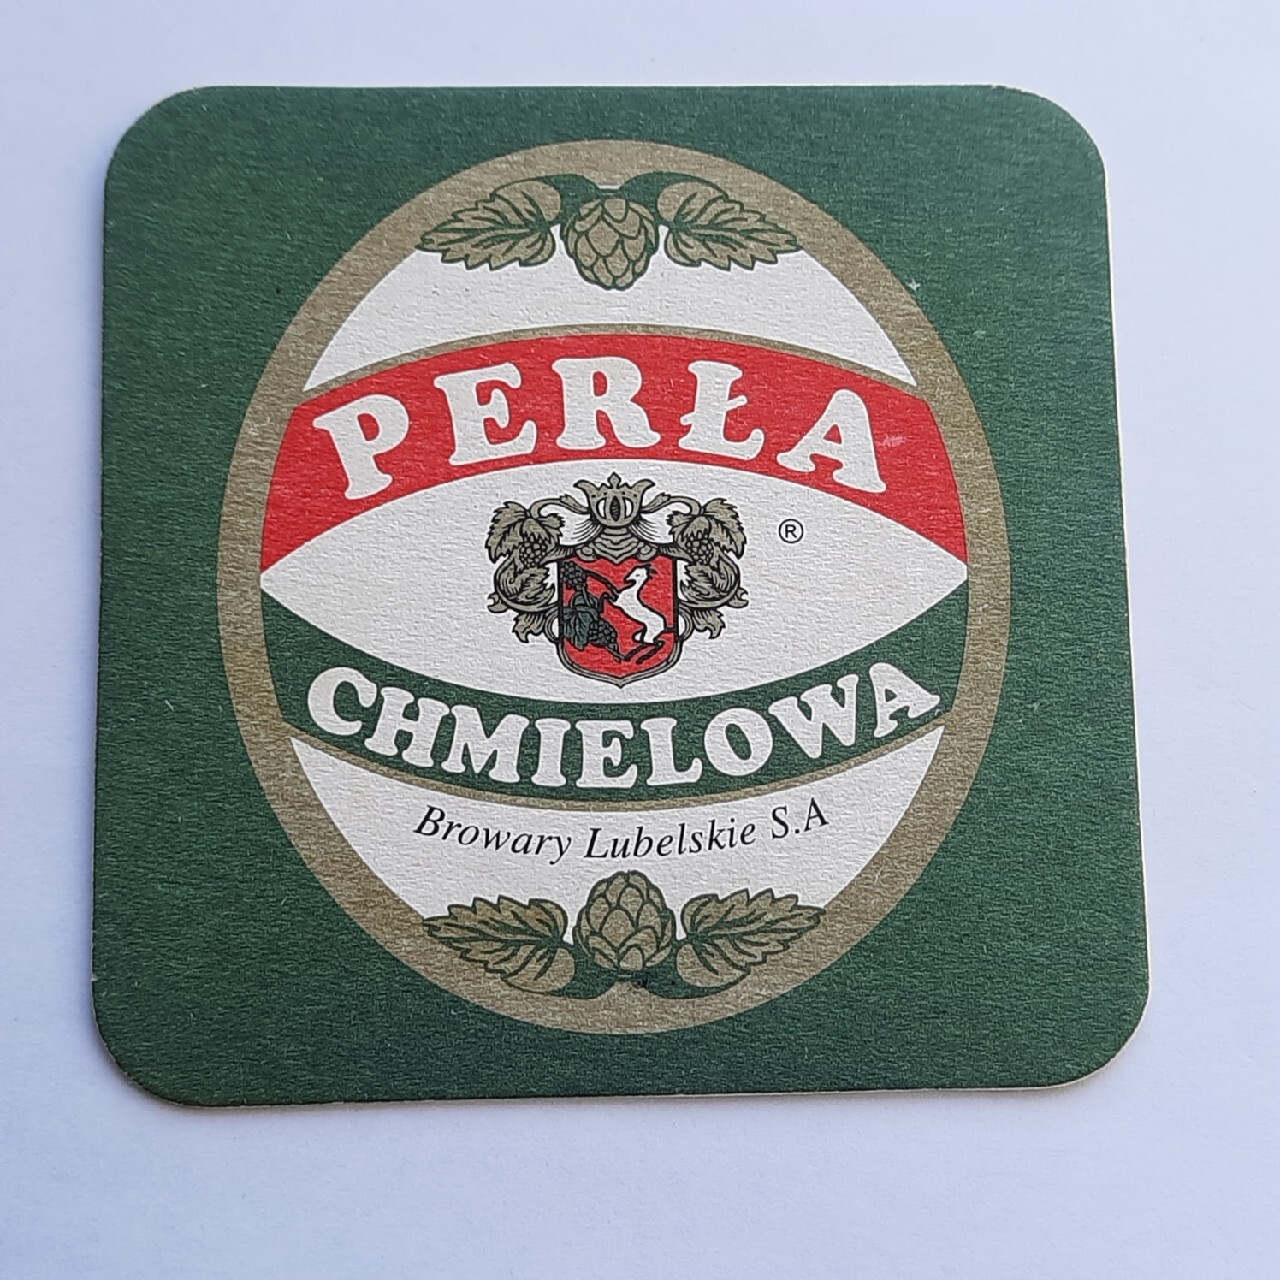 PERŁA
®
CHMIELOWA
Browary Lubelskie S.A